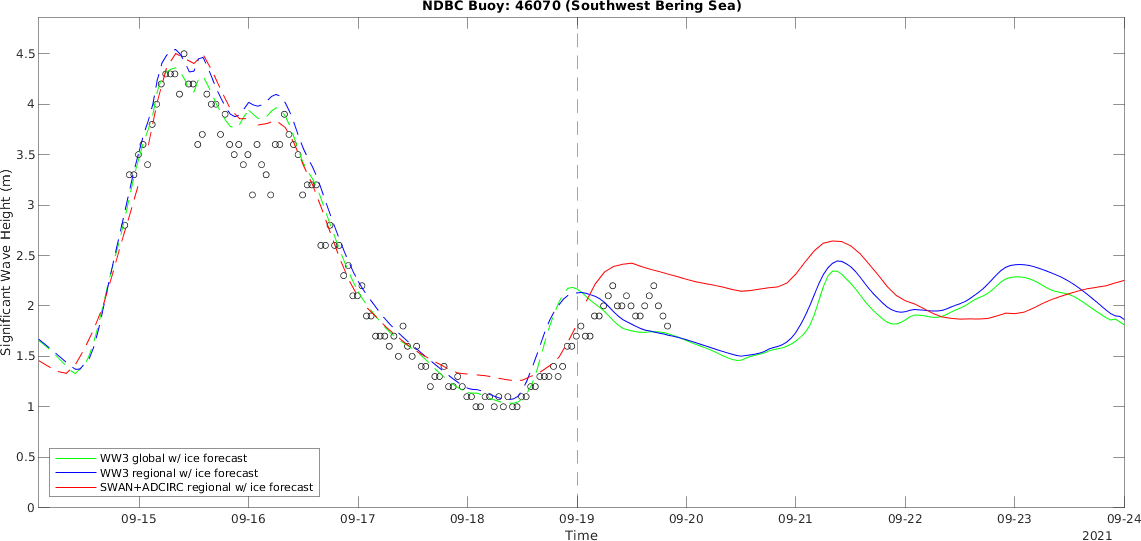 NDBC Buoy: 46070 (Southwest Bering Sea)
Significant Wave Height (m)
4.5
4
3.5
3
2.5
2
1.5
1
0.5
0
WW3 global w/ ice forecast
WW3 regional w/ ice forecast
SWAN+ADCIRC regional w/ ice forecast
09-15 09-16 09-17 09-18 09-19 09-20 09-21 09-22 09-23 09-24
Time
2021